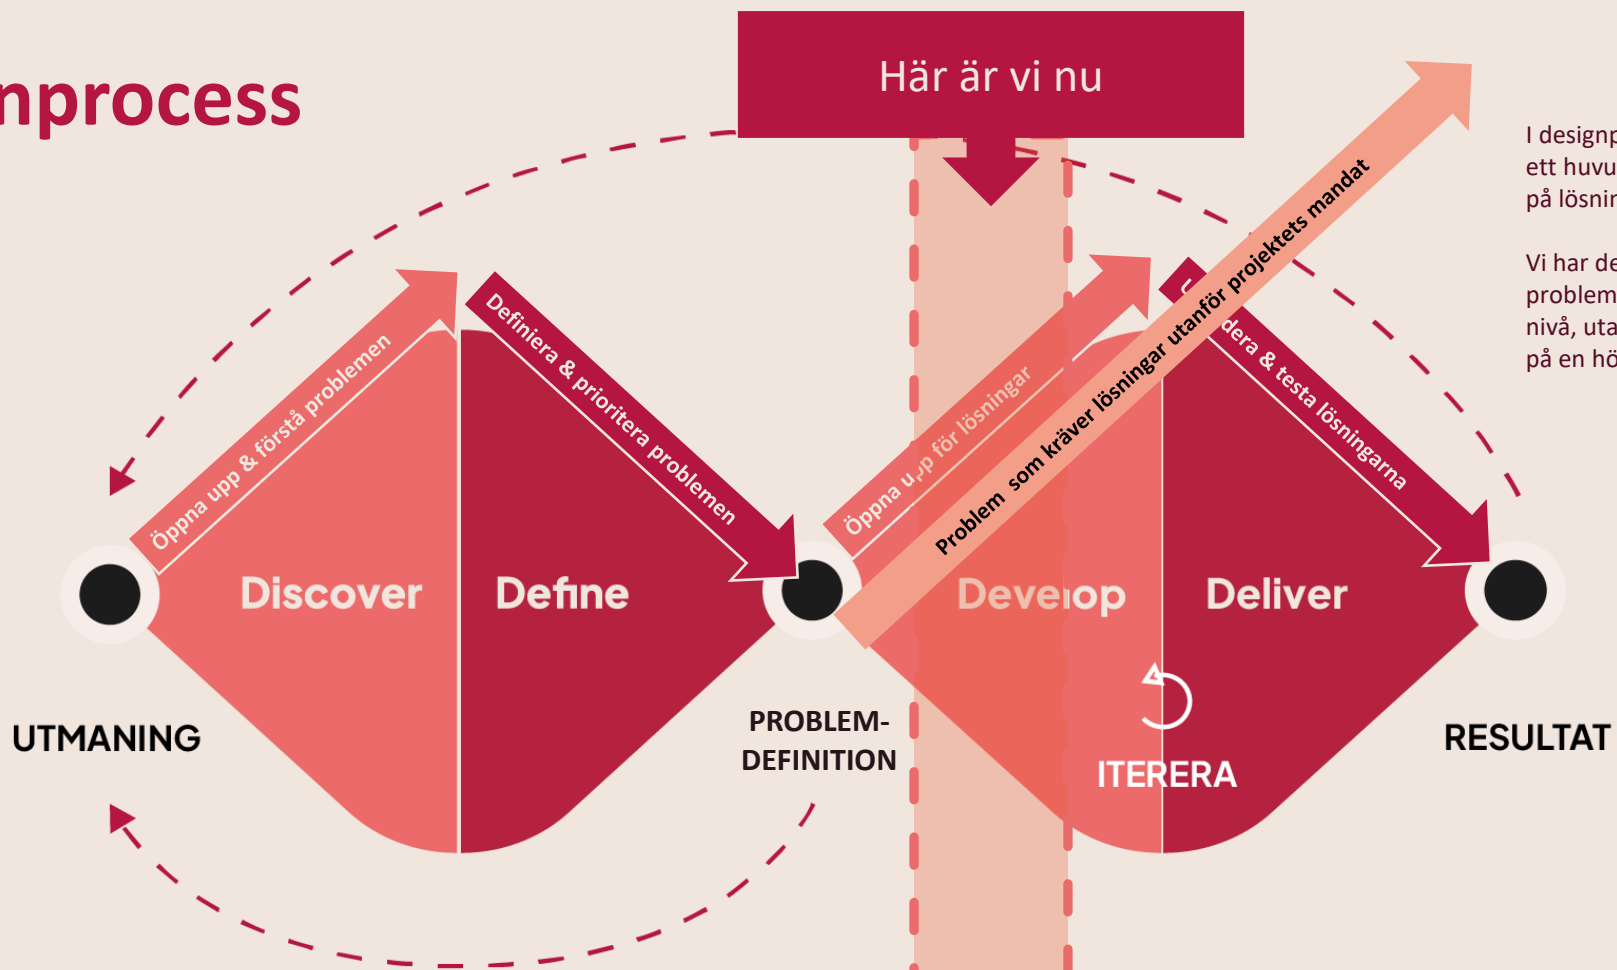 nprocess
Här är vi nu
I designp
ett huvu
på lösnin
Vi har de
problem
nivå, uta
på en hö
Öppna upp & förstå problemen
Definiera & prioritera problemen
Öppna upp för lösningar
Problem som kräver lösningar utanför projektets mandat
dera & testa lösningarna
Discover
Define
Develop
Deliver
UTMANING
PROBLEM-
DEFINITION
ITERERA
RESULTAT